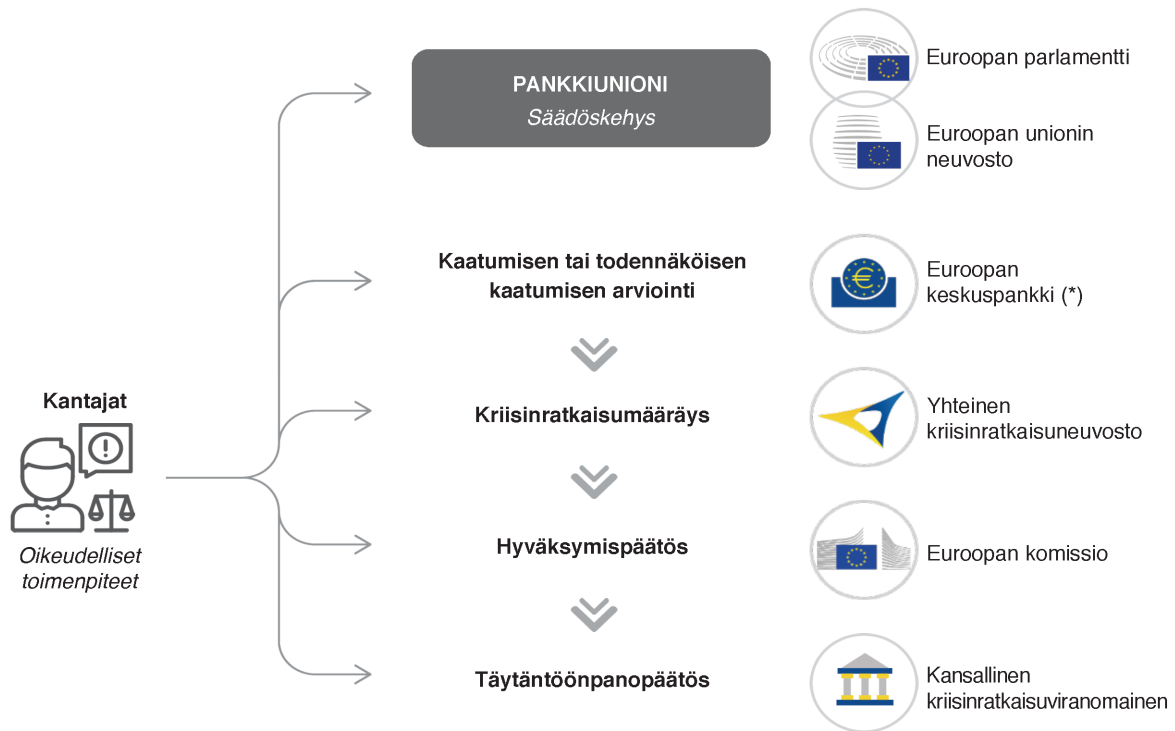 PANKKIUNIONI
Säädöskehys
Euroopan parlamentti
Euroopan unionin
neuvosto
Kaatumisen tai todennäköisen
kaatumisen arviointi
Euroopan
keskuspankki (*)
Kantajat
Oikeudelliset
toimenpiteet
Kriisinratkaisumääräys
Yhteinen
kriisinratkaisuneuvosto
Hyväksymispäätös
Euroopan komissio
Täytäntöönpanopäätös
Kansallinen
kriisinratkaisuviranomainen